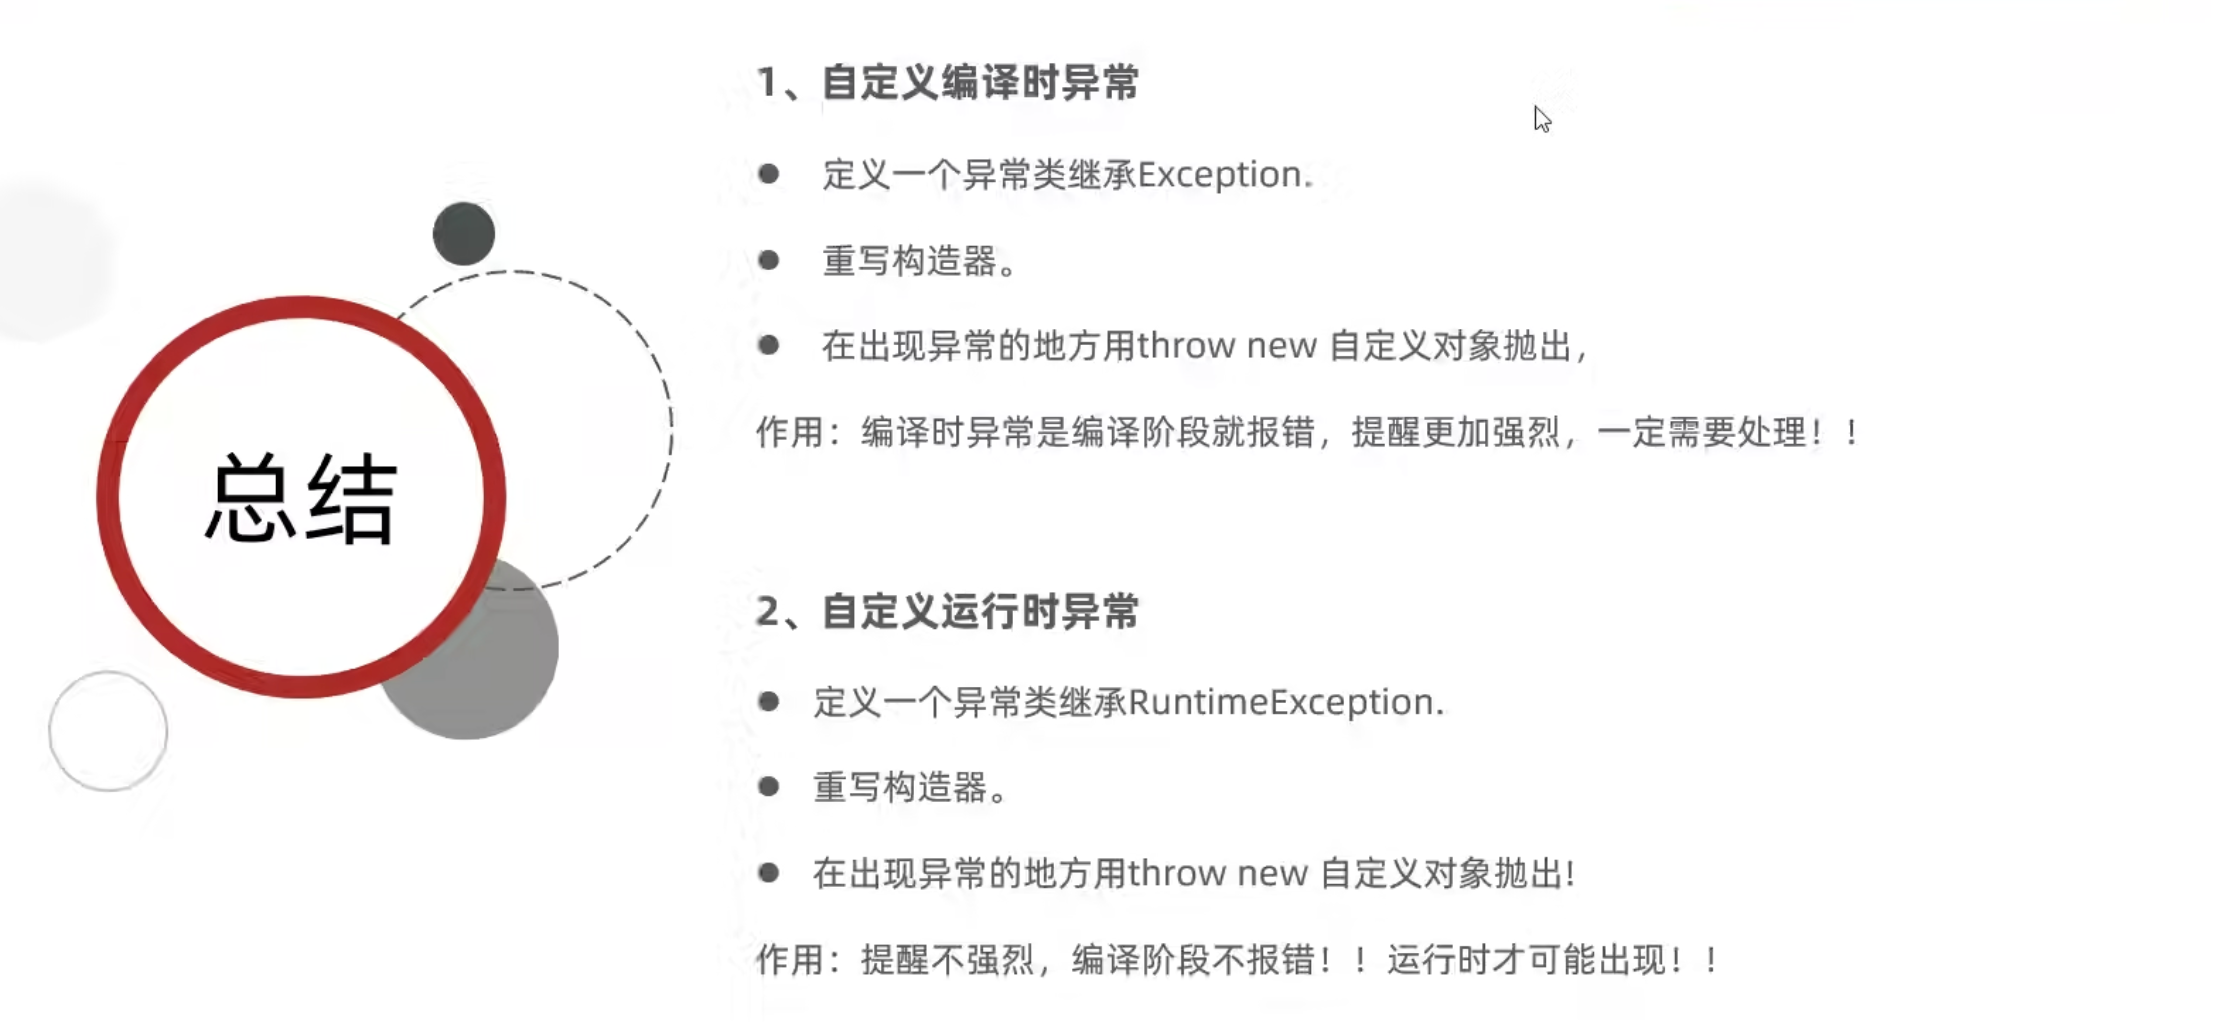 总结
1、自定义编译时异常
● 定义一个异常类继承Exception.
● 重写构造器。
● 在出现异常的地方用throw new 自定义对象抛出，
作用：编译时异常是编译阶段就报错，提醒更加强烈，一定需要处理！！
2、自定义运行时异常
● 定义一个异常类继承RuntimeException.
● 重写构造器。
● 在出现异常的地方用throw new 自定义对象抛出!
作用：提醒不强烈，编译阶段不报错！！运行时才可能出现！！